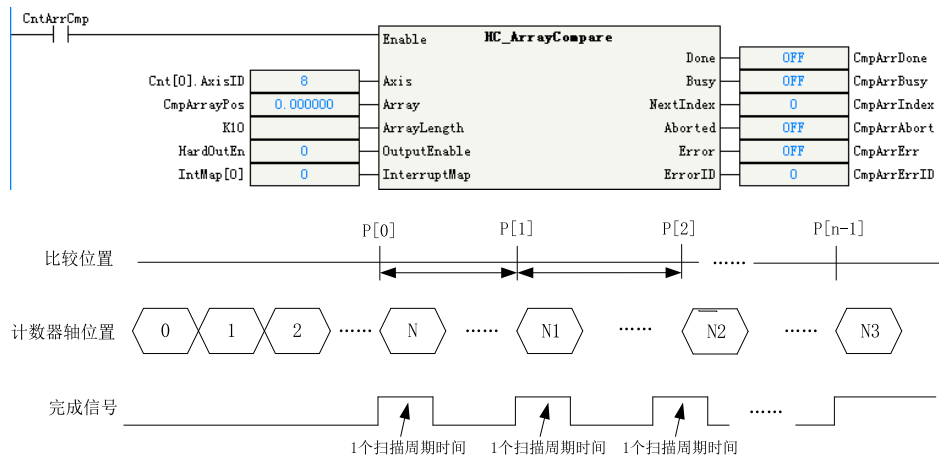 CntArrCmp
Enable HC_ArrayCompare
Done OFF CmpArrDone
Cnt[0].AxisID 8 Axis Busy OFF CmpArrBusy
CmpArrayPos 0.000000 Array NextIndex 0 CmpArrIndex
K10 ArrayLength Aborted OFF CmpArrAbort
HardOutEn 0 OutputEnable Error OFF CmpArrErr
IntMap[0] 0 InterruptMap ErrorID 0 CmpArrErrID
P[0] P[1] P[2] P[n-1]
比较位置 ……
计数器轴位置 0 1 2 …… N …… N1 …… N2 …… N3
完成信号 ……
1个扫描周期时间 1个扫描周期时间 1个扫描周期时间